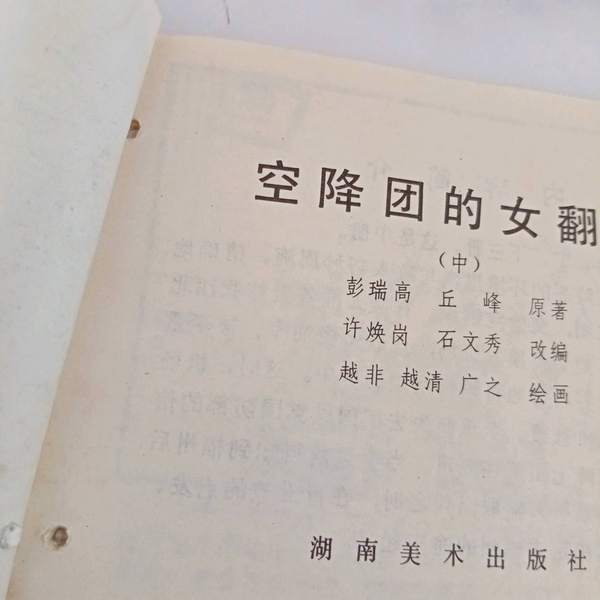 空降团的女翻
（中）
彭瑞高 丘峰 原著
许焕岗 石文秀 改编
越非 越清 广之 绘画
湖南美术出版社